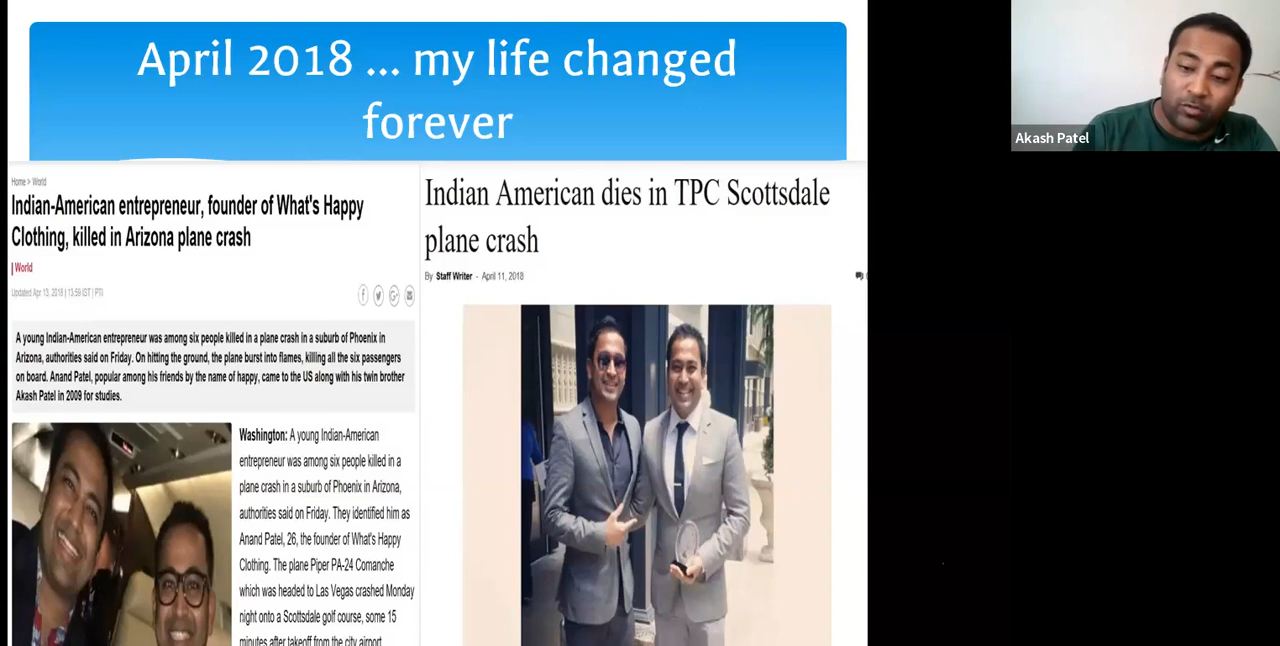 April 2018 ... my life changed
forever
Akash Patel
Home > World
Indian-American entrepreneur, founder of What's Happy
Clothing, killed in Arizona plane crash
| World
Updated Apr 13, 2018 | 13:59 IST | PTI
A young Indian-American entrepreneur was among six people killed in a plane crash in a suburb of Phoenix in
Arizona, authorities said on Friday. On hitting the ground, the plane burst into flames, killing all the six passengers
on board. Anand Patel, popular among his friends by the name of happy, came to the US along with his twin brother
Akash Patel in 2009 for studies.
Washington: A young Indian-American
entrepreneur was among six people killed in a
plane crash in a suburb of Phoenix in Arizona,
authorities said on Friday. They identified him as
Anand Patel, 26, the founder of What's Happy
Clothing. The plane Piper PA-24 Comanche
which was headed to Las Vegas crashed Monday
night onto a Scottsdale golf course, some 15
minutes after takeoff from the city airport
Indian American dies in TPC Scottsdale
plane crash
By Staff Writer - April 11, 2018